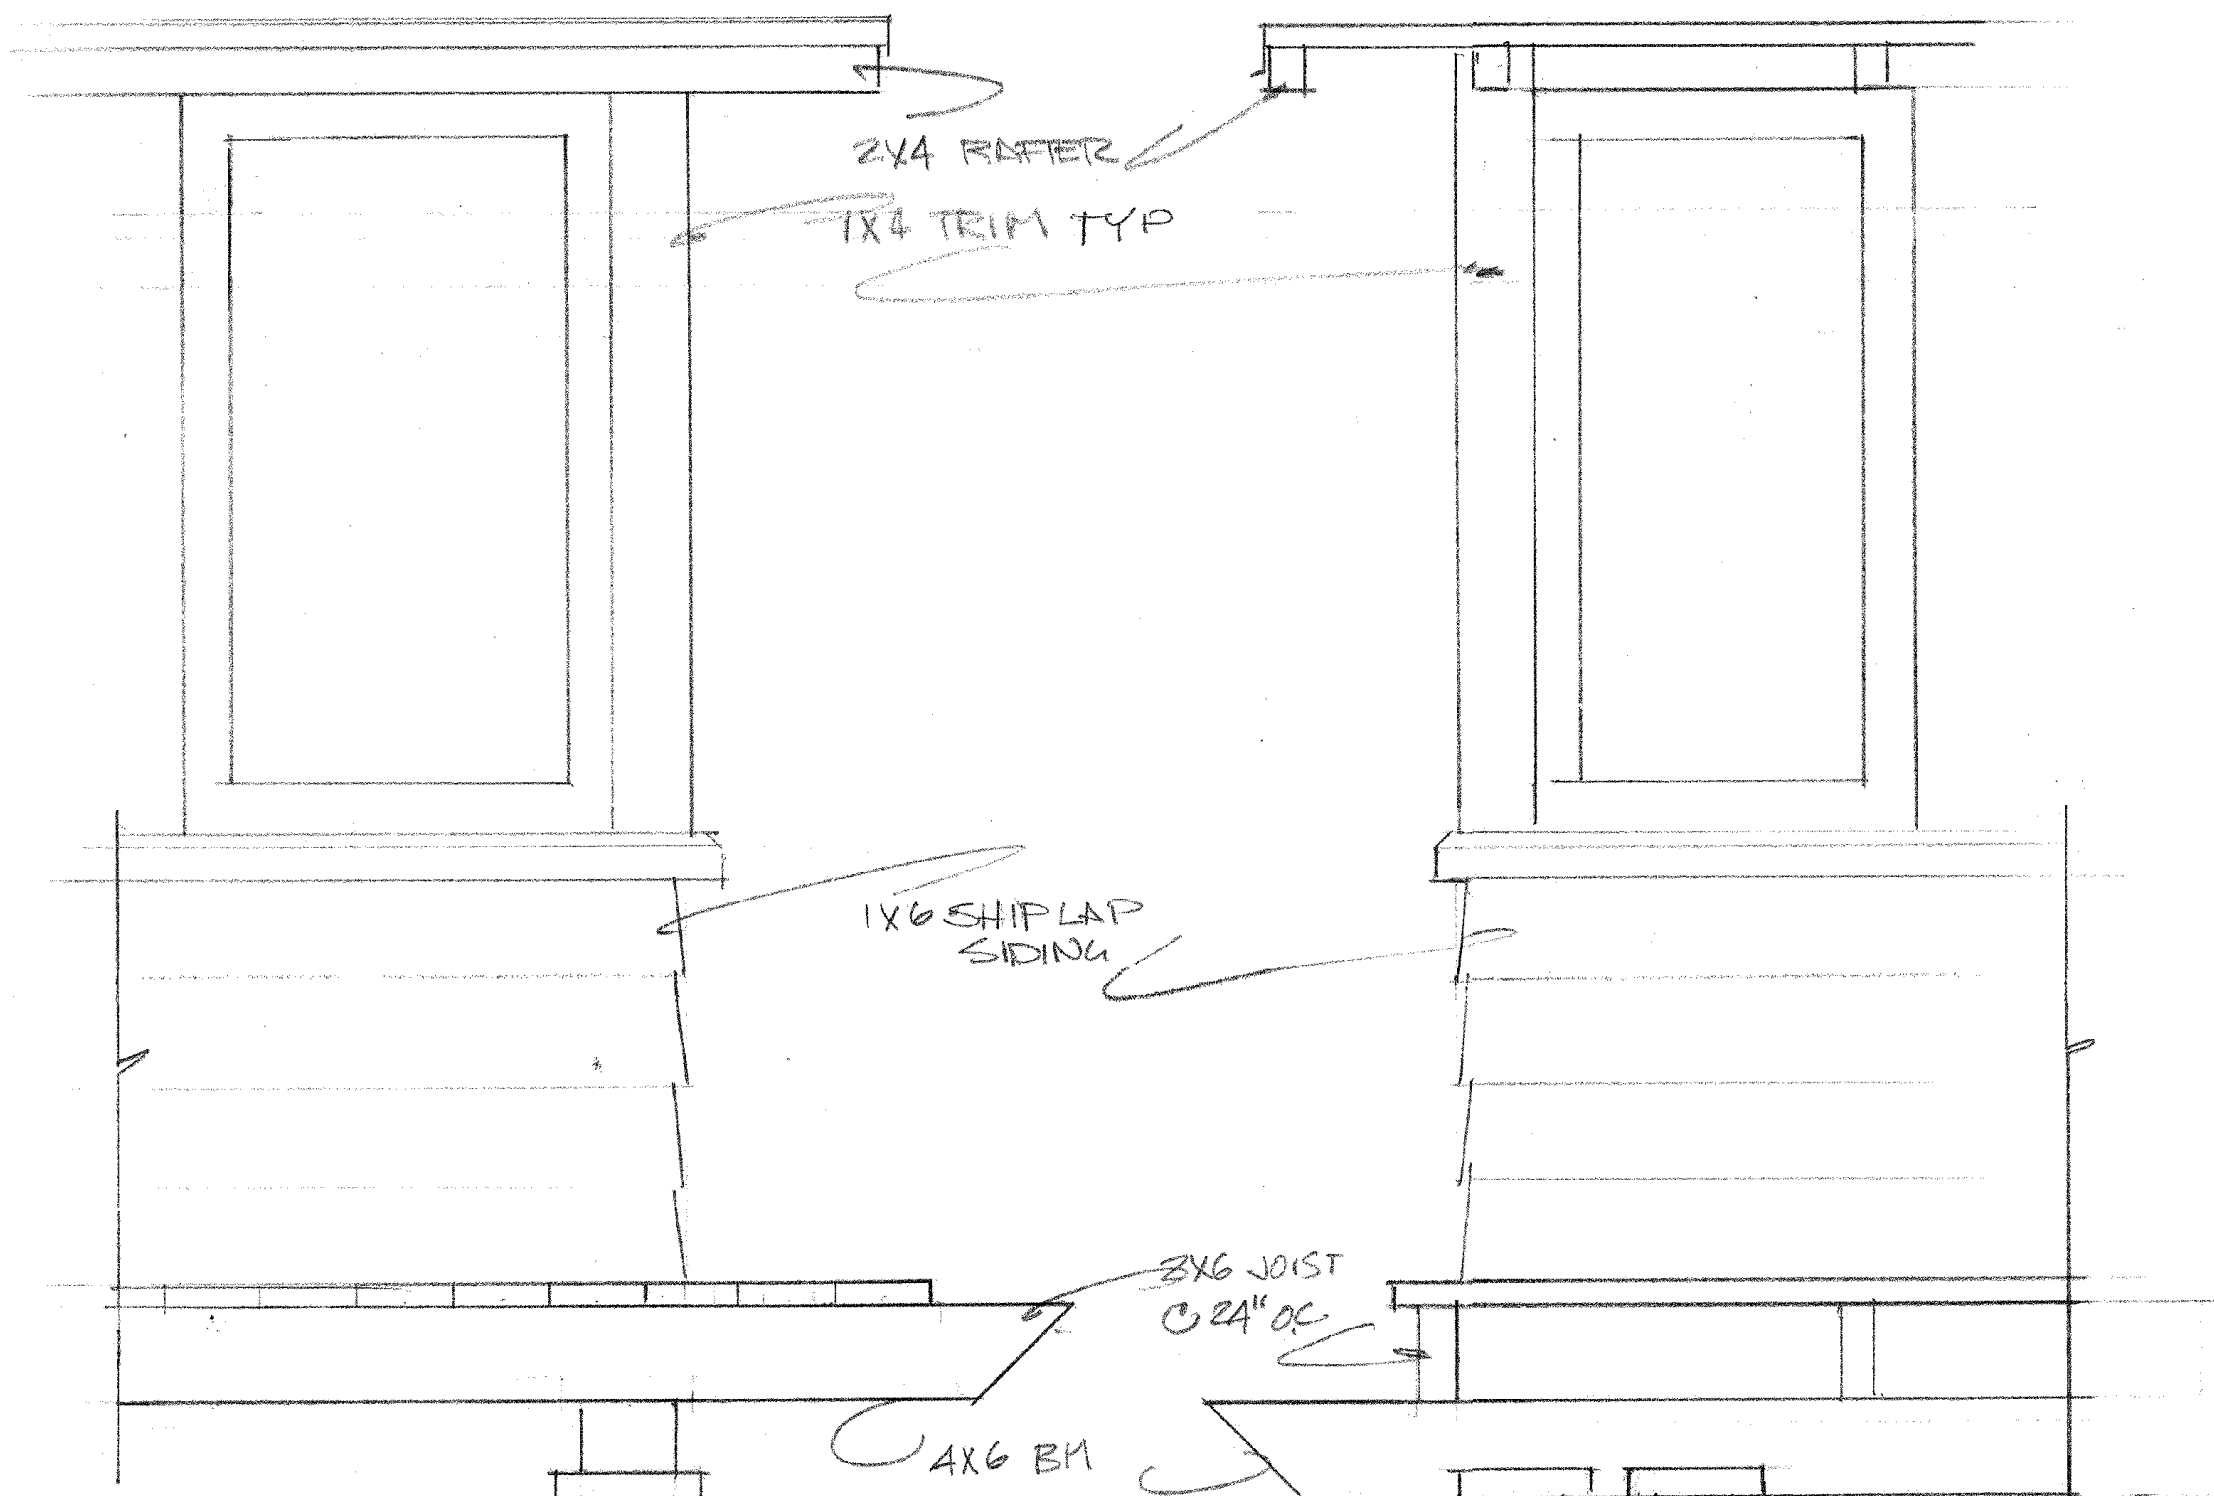 2X4 RAFTER
1X4 TRIM TYP
1X6 SHIPLAP
SIDING
3X6 JOIST
@ 24" O.C.
4X6 BM